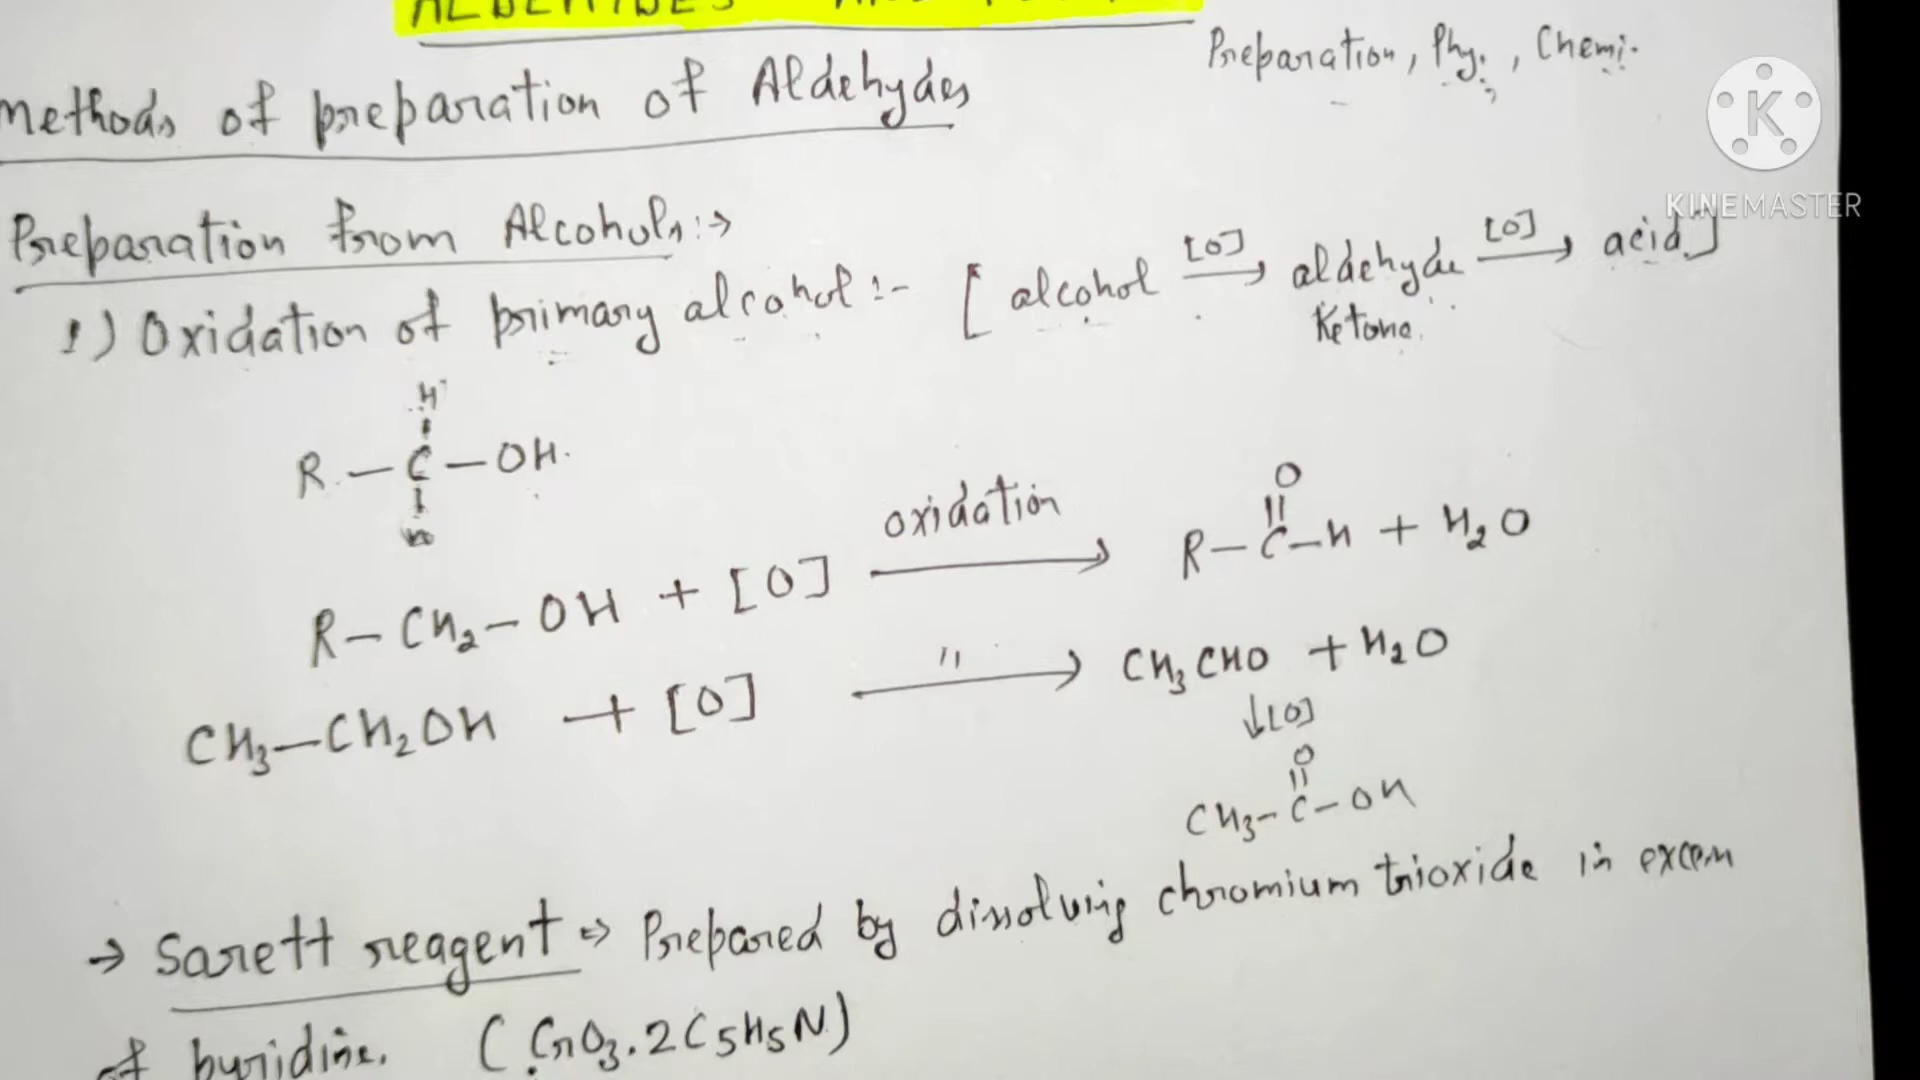 Preparation, Phy., Chemi.
Methods of preparation of Aldehydes
K
KINEMASTER
Preparation from Alcohols:→
1) Oxidation of primary alcohol :- [alcohol [O]→ aldehyde [O]→ acid]
Ketone.
H
R-C-OH.
H
oxidation
O
R-CH₂-OH + [O] → R-C-H + H₂O
CH₃-CH₂OH + [O] " → CH₃CHO + H₂O
↓[O]
O
CH₃-C-OH
→ Sarett reagent ⇒ Prepared by dissolving chromium trioxide in excess
of pyridine. (CrO₃.2C₅H₅N)